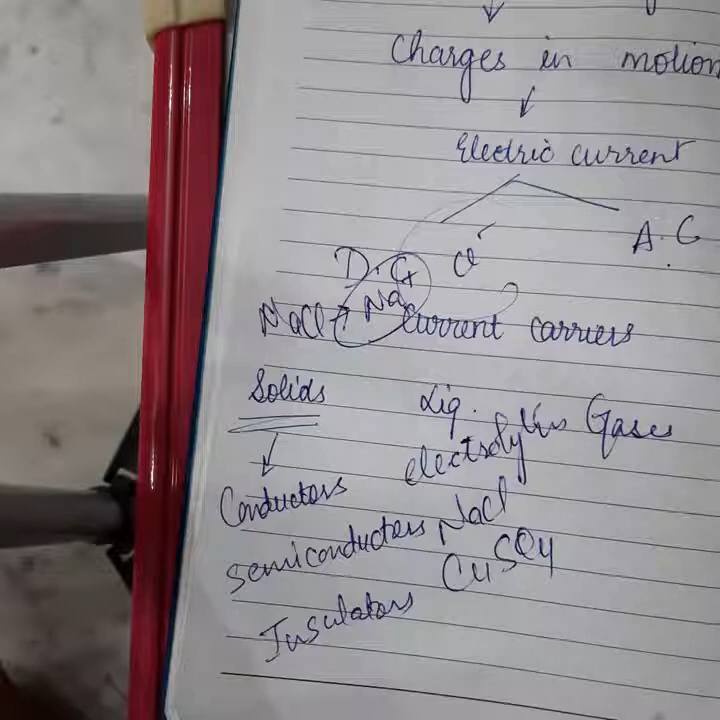 Charges in motion
Electric current
D.C
A.C
Cl⁻
NaCl → Na
Current carriers
Solids
Liq.
Gases
electrolytes
Conductors
NaCl
Semiconductors
CuSO4
Insulators